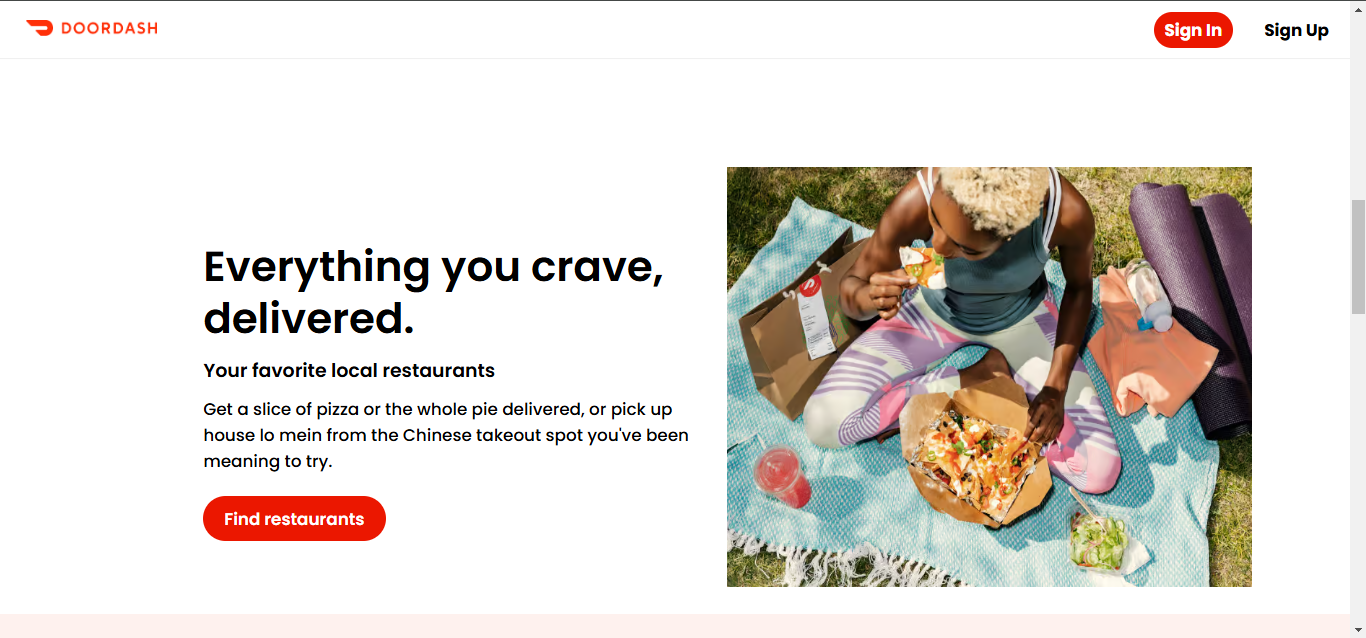 DOORDASH
Sign In
Sign Up
Everything you crave,
delivered.
Your favorite local restaurants
Get a slice of pizza or the whole pie delivered, or pick up
house lo mein from the Chinese takeout spot you've been
meaning to try.
Find restaurants